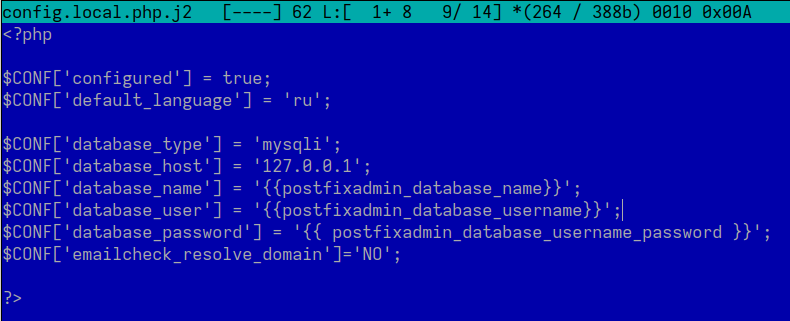 config.local.php.j2   [----] 62 L:[  1+ 8   9/ 14] *(264 / 388b) 0010 0x00A
<?php
$CONF['configured'] = true;
$CONF['default_language'] = 'ru';
$CONF['database_type'] = 'mysqli';
$CONF['database_host'] = '127.0.0.1';
$CONF['database_name'] = '{{postfixadmin_database_name}}';
$CONF['database_user'] = '{{postfixadmin_database_username}}';
$CONF['database_password'] = '{{ postfixadmin_database_username_password }}';
$CONF['emailcheck_resolve_domain']='NO';
?>